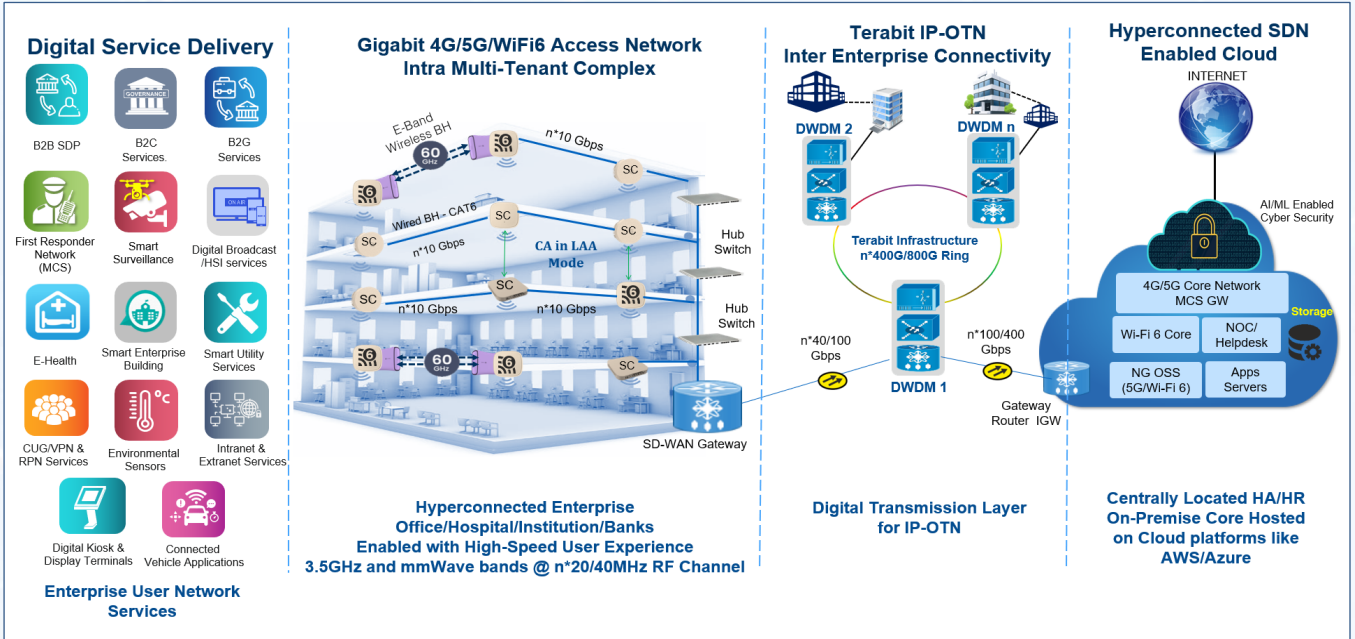 Digital Service Delivery
B2B SDP
B2C
Services.
GOVERNANCE
B2G
Services
First Responder
Network
(MCS)
Smart
Surveillance
ON AIR
Digital Broadcast
/HSI services
E-Health
Smart Enterprise
Building
Smart Utility
Services
CUG/VPN &
RPN Services
°C
Environmental
Sensors
Intranet &
Extranet Services
Digital Kiosk &
Display Terminals
Connected
Vehicle Applications
Enterprise User Network
Services
Gigabit 4G/5G/WiFi6 Access Network
Intra Multi-Tenant Complex
E-Band
Wireless BH
60
GHz
6
6
n*10 Gbps
SC
Wired BH - CAT6
SC
SC
SC
n*10 Gbps
CA in LAA
Mode
Hub
Switch
SC
SC
6
n*10 Gbps
n*10 Gbps
Hub
Switch
6
60
GHz
6
SC
SD-WAN Gateway
Hyperconnected Enterprise
Office/Hospital/Institution/Banks
Enabled with High-Speed User Experience
3.5GHz and mmWave bands @ n*20/40MHz RF Channel
Terabit IP-OTN
Inter Enterprise Connectivity
DWDM 2
DWDM n
Terabit Infrastructure
n*400G/800G Ring
n*40/100
Gbps
n*100/400
Gbps
DWDM 1
Gateway
Router IGW
Digital Transmission Layer
for IP-OTN
Hyperconnected SDN
Enabled Cloud
INTERNET
AI/ML Enabled
Cyber Security
4G/5G Core Network
MCS GW
Storage
Wi-Fi 6 Core
NOC/
Helpdesk
NG OSS
(5G/Wi-Fi 6)
Apps
Servers
Centrally Located HA/HR
On-Premise Core Hosted
on Cloud platforms like
AWS/Azure